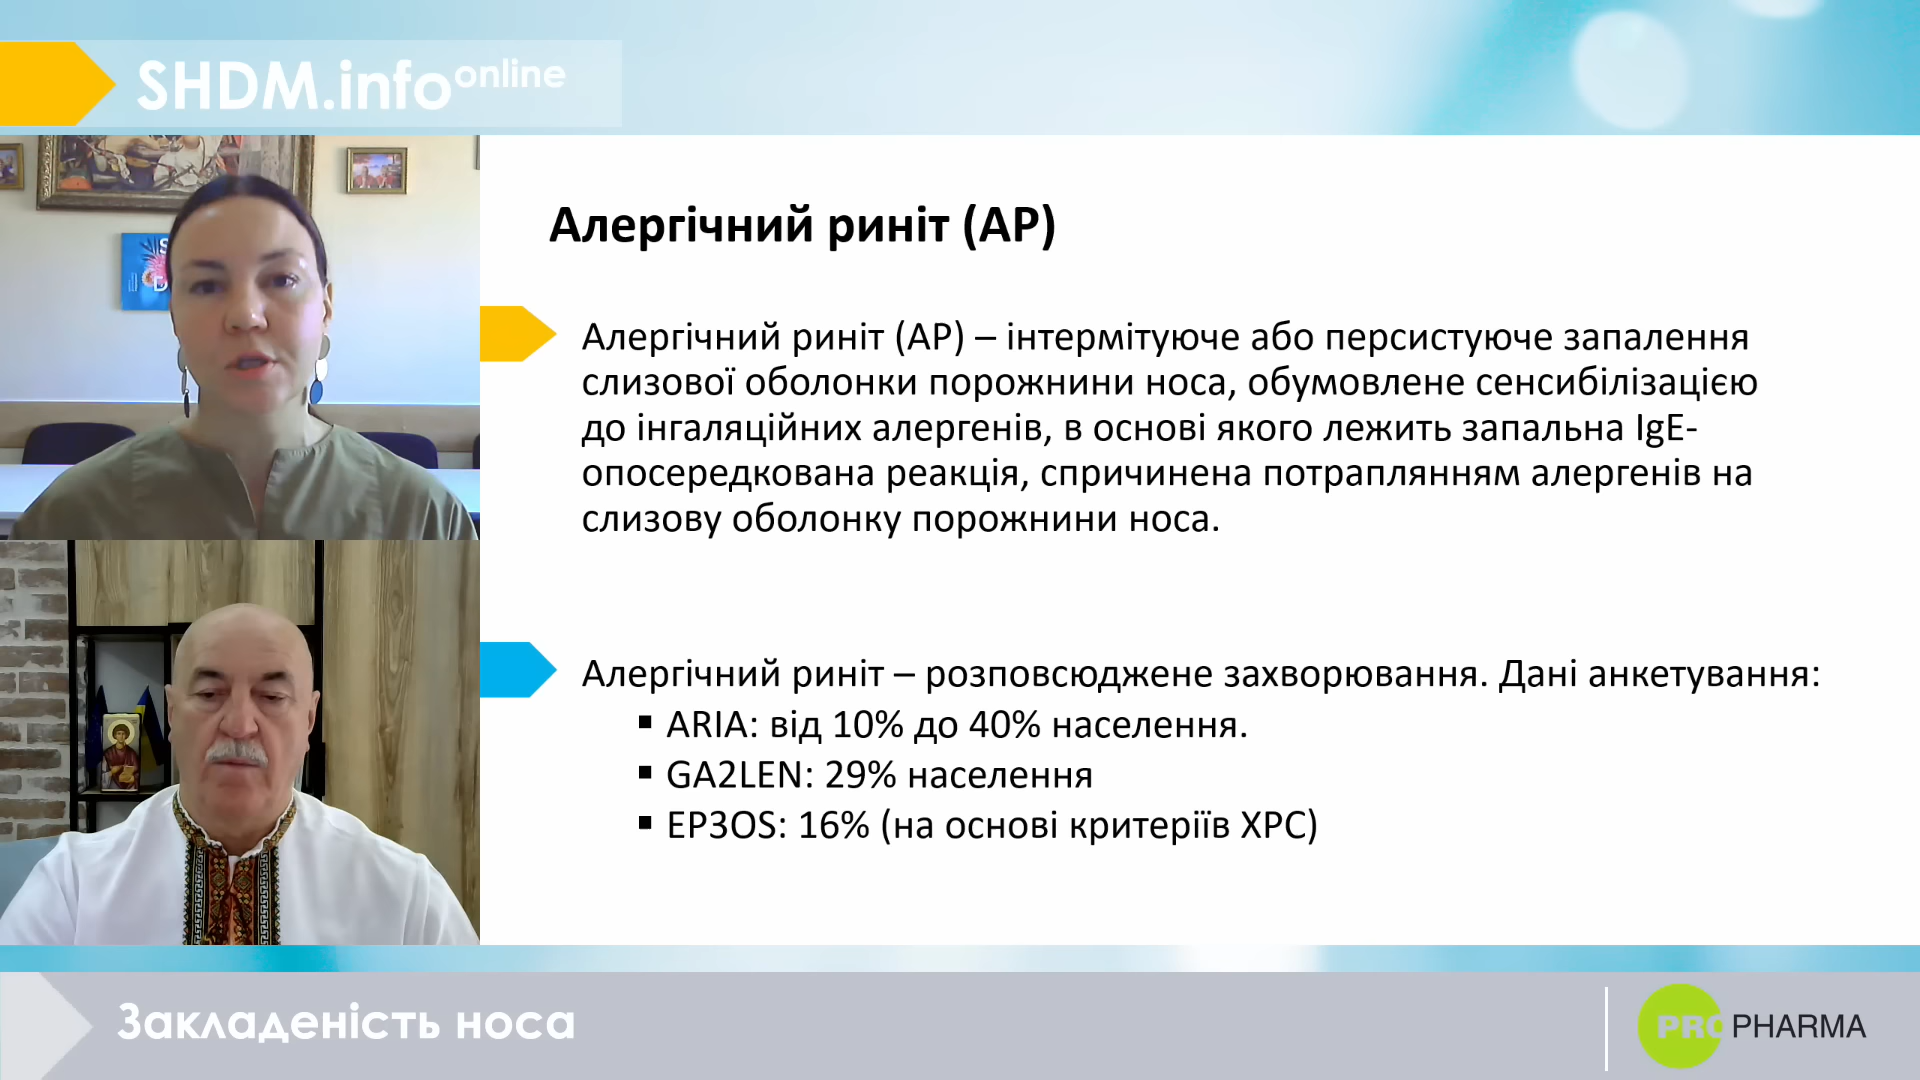 SHDM.info online
Алергічний риніт (АР)
Алергічний риніт (АР) – інтермітуюче або персистуюче запалення
слизової оболонки порожнини носа, обумовлене сенсибілізацією
до інгаляційних алергенів, в основі якого лежить запальна IgE-
опосередкована реакція, спричинена потраплянням алергенів на
слизову оболонку порожнини носа.
Алергічний риніт – розповсюджене захворювання. Дані анкетування:
▪ ARIA: від 10% до 40% населення.
▪ GA2LEN: 29% населення
▪ EP3OS: 16% (на основі критеріїв ХРС)
Закладеність носа
PRO PHARMA